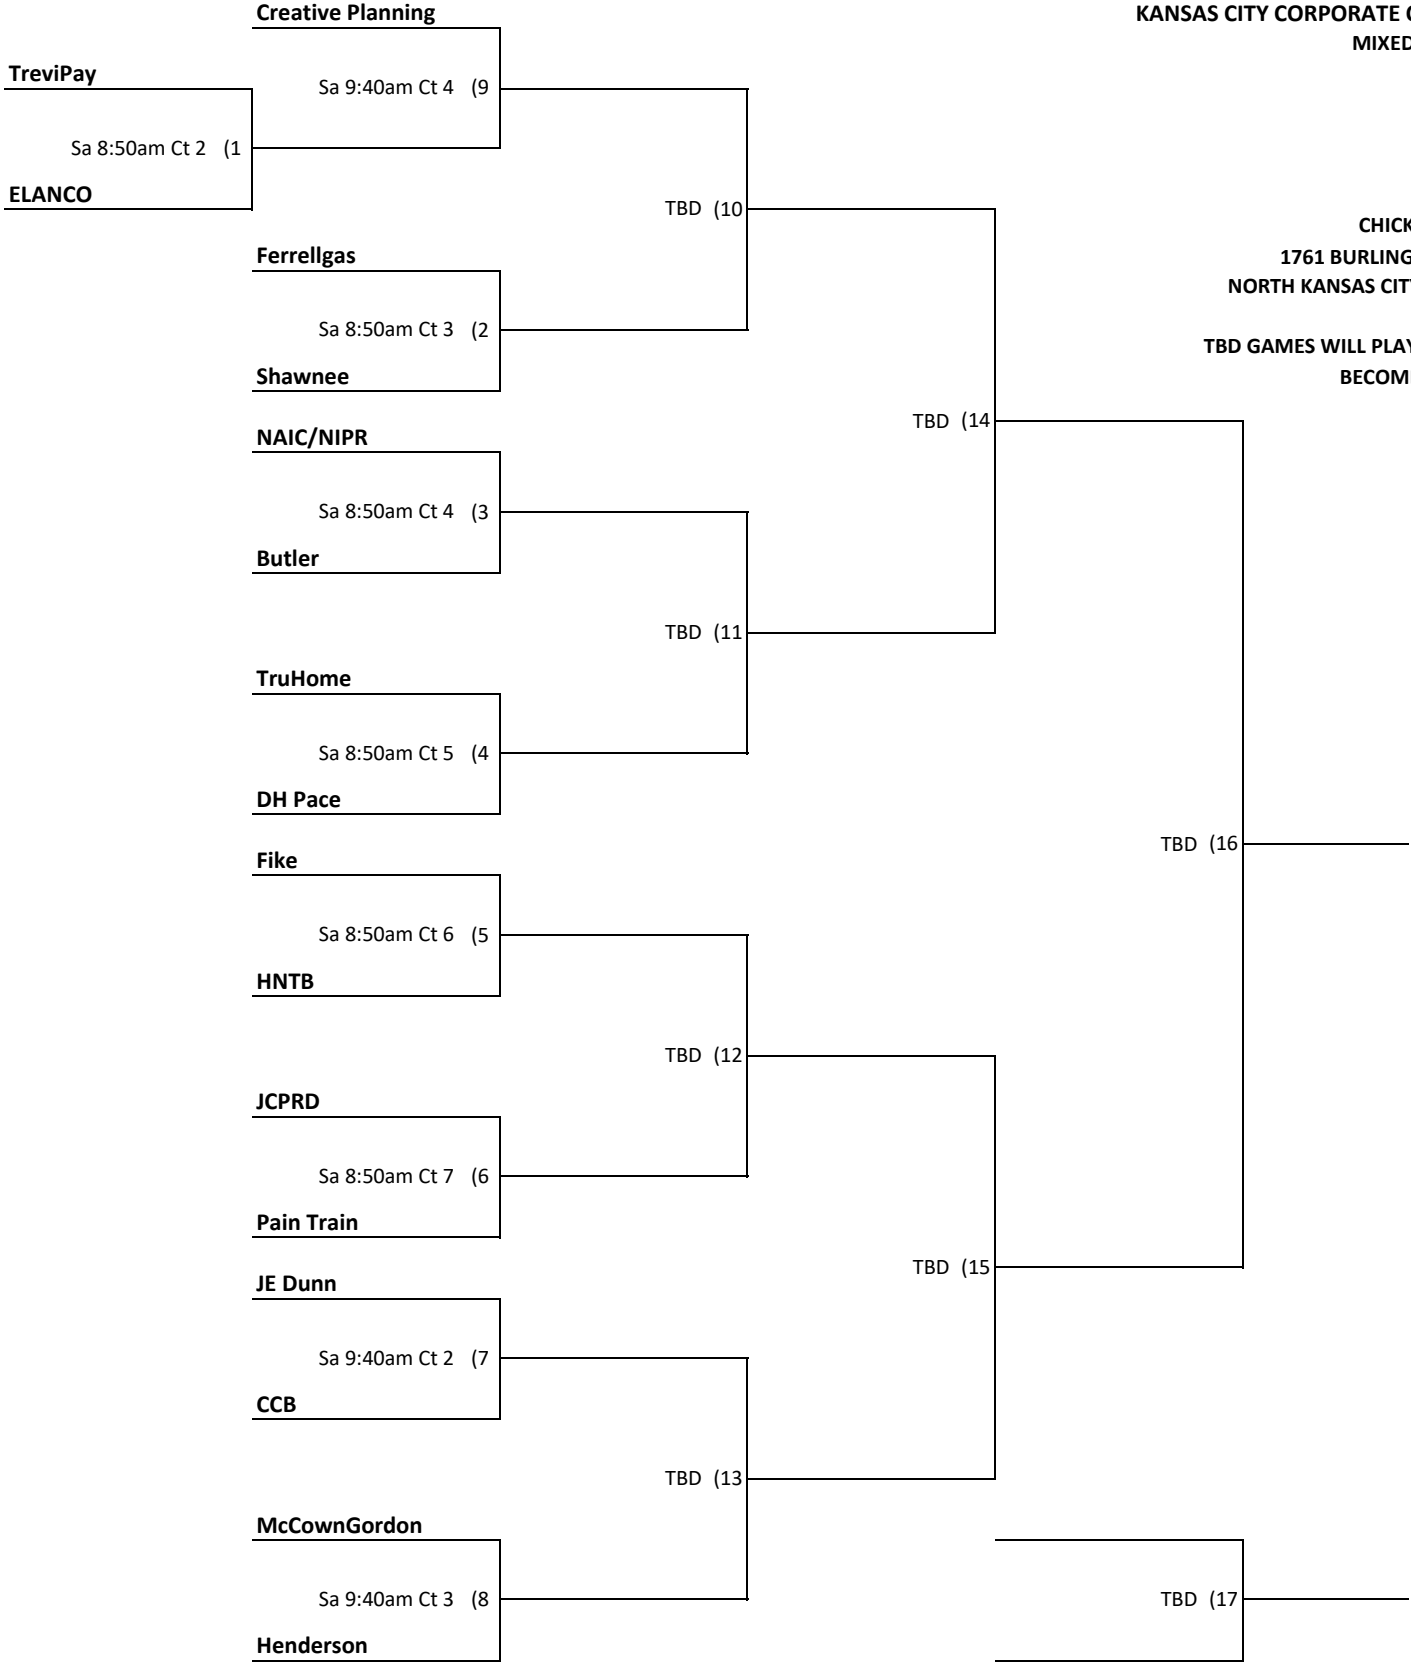 Creative Planning
KANSAS CITY CORPORATE
MIXED
TreviPay
Sa 9:40am Ct 4 (9
Sa 8:50am Ct 2 (1
ELANCO
TBD (10
CHICK
Ferrellgas
1761 BURLING
NORTH KANSAS CITY
Sa 8:50am Ct 3 (2
TBD GAMES WILL PLAY
Shawnee
BECOM
TBD (14
NAIC/NIPR
Sa 8:50am Ct 4 (3
Butler
TBD (11
TruHome
Sa 8:50am Ct 5 (4
DH Pace
TBD (16
Fike
Sa 8:50am Ct 6 (5
HNTB
TBD (12
JCPRD
Sa 8:50am Ct 7 (6
Pain Train
TBD (15
JE Dunn
Sa 9:40am Ct 2 (7
CCB
TBD (13
McCownGordon
Sa 9:40am Ct 3 (8
TBD (17
Henderson